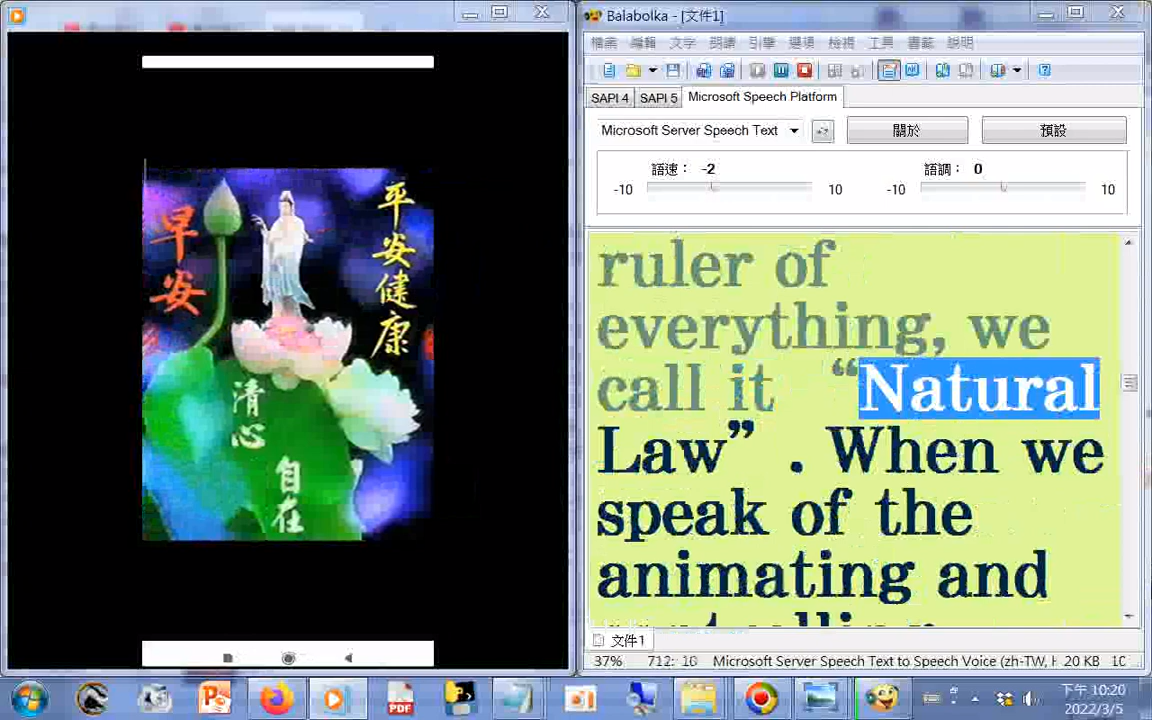 早安
平安健康
清心
自在
Balabolka - [文件1]
檔案 編輯 文字 朗讀 引擎 選項 檢視 工具 書籤 說明
SAPI 4 SAPI 5 Microsoft Speech Platform
Microsoft Server Speech Text 關於 預設
語速： -2 語調： 0
-10 10 -10 10
ruler of
everything, we
call it “Natural
Law” . When we
speak of the
animating and
文件1
37% 712: 10 Microsoft Server Speech Text to Speech Voice (zh-TW, H 20 KB
下午 10:20
2022/3/5